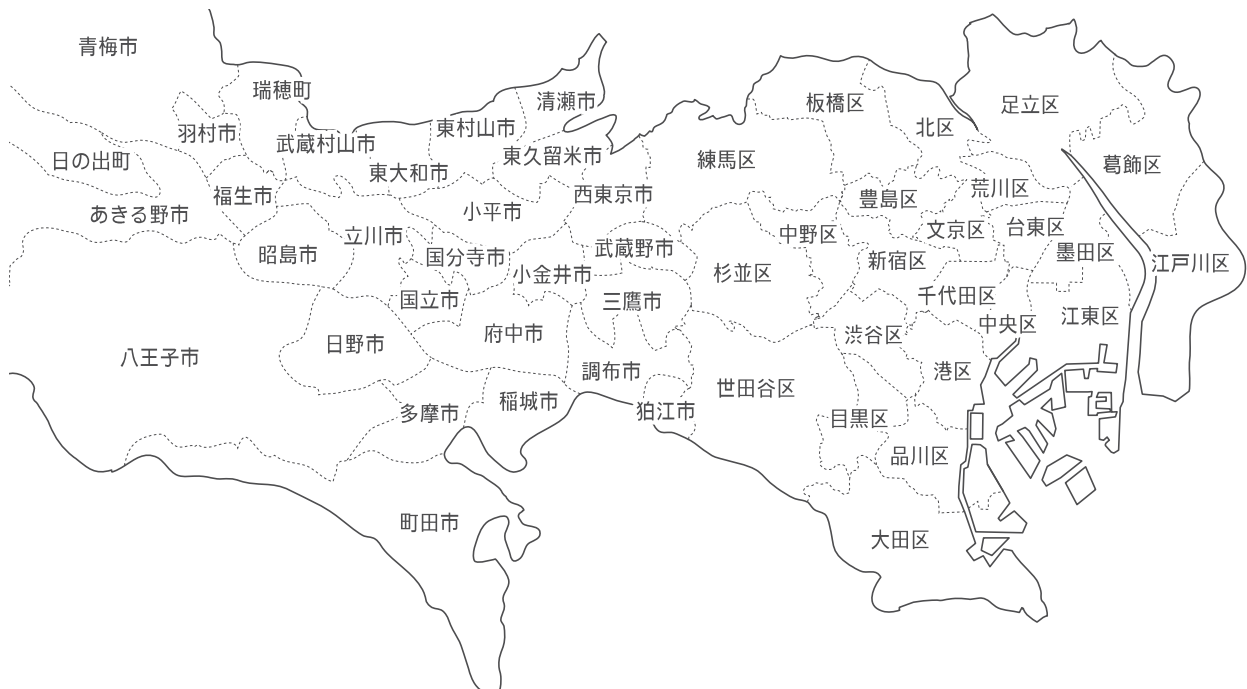 青梅市
瑞穂町
清瀬市
板橋区
足立区
羽村市
武蔵村山市
東村山市
北区
日の出町
東大和市
東久留米市
練馬区
葛飾区
あきる野市
福生市
小平市
西東京市
豊島区
荒川区
昭島市
立川市
国分寺市
武蔵野市
中野区
文京区
台東区
墨田区
江戸川区
国立市
小金井市
三鷹市
杉並区
新宿区
千代田区
八王子市
日野市
府中市
渋谷区
中央区
江東区
調布市
世田谷区
港区
多摩市
稲城市
狛江市
目黒区
品川区
町田市
大田区